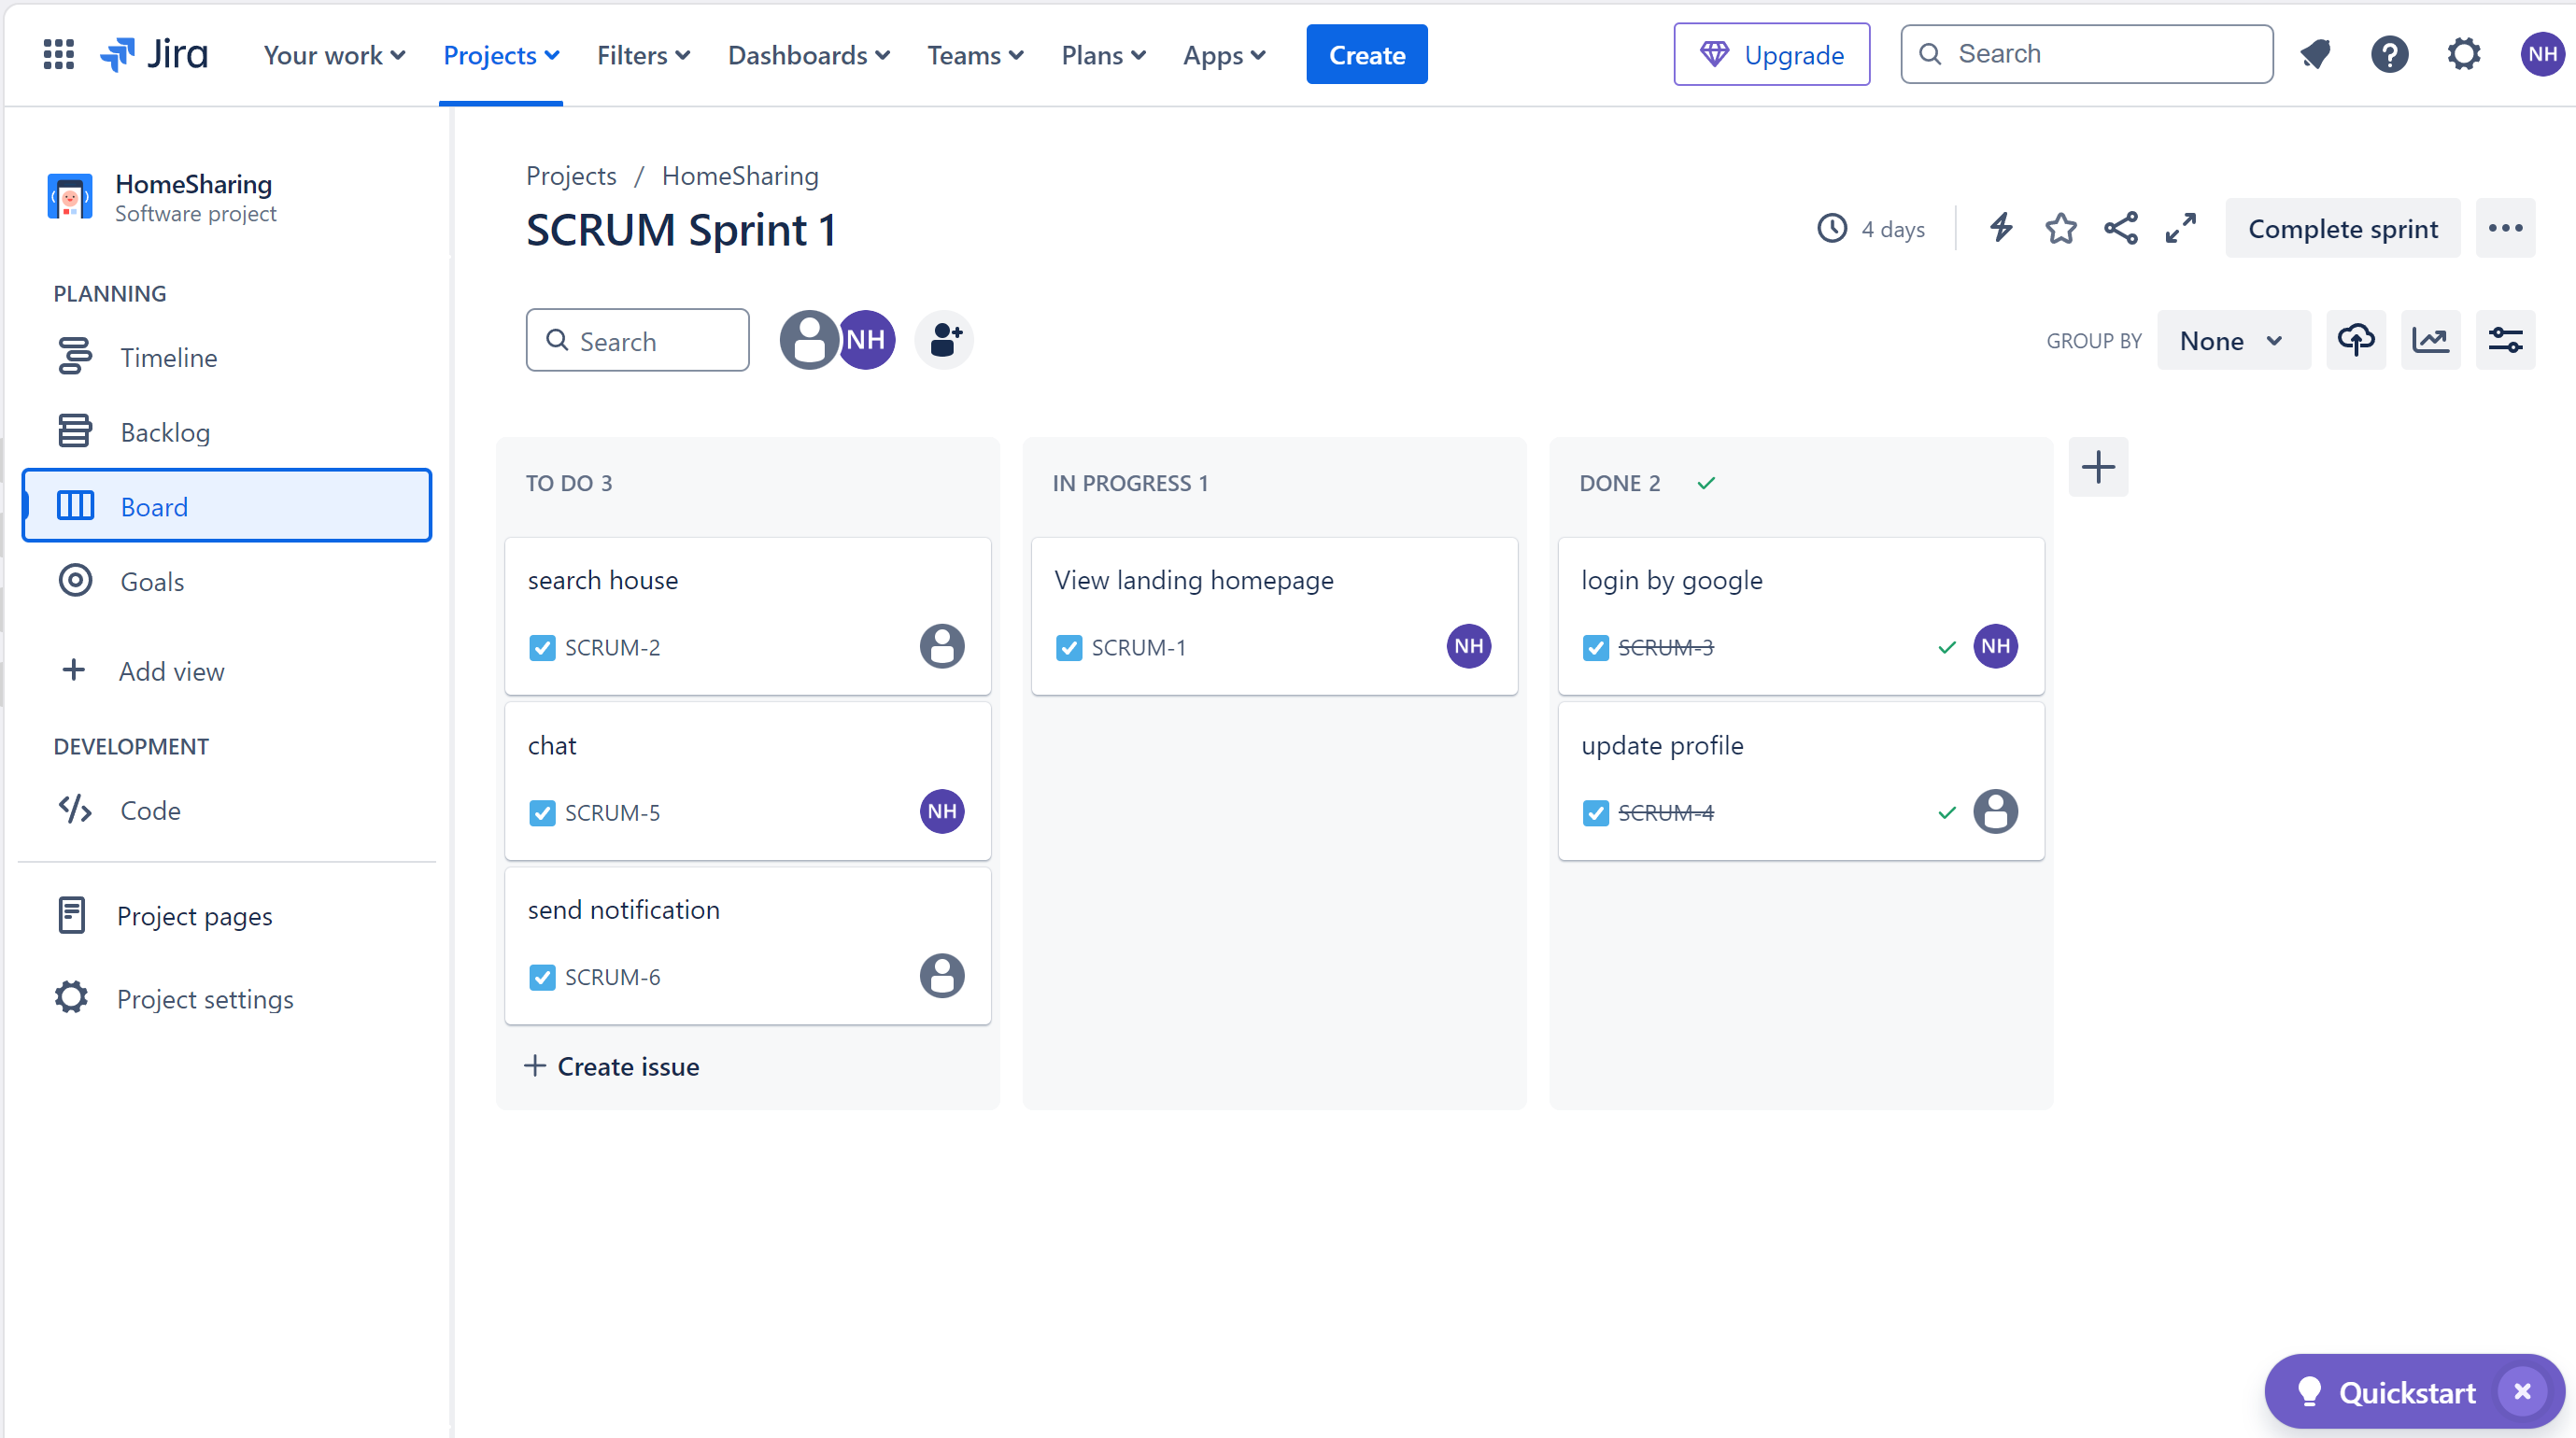 Jira Your work Projects Filters Dashboards Teams Plans Apps Create Upgrade Search NH
HomeSharing
Software project
PLANNING
Timeline
Backlog
Board
Goals
Add view
DEVELOPMENT
Code
Project pages
Project settings
Projects / HomeSharing
SCRUM Sprint 1
4 days Complete sprint
Search NH GROUP BY None
TO DO 3
search house
SCRUM-2
chat
SCRUM-5 NH
send notification
SCRUM-6
+ Create issue
IN PROGRESS 1
View landing homepage
SCRUM-1 NH
DONE 2
login by google
SCRUM-3 NH
update profile
SCRUM-4
Quickstart